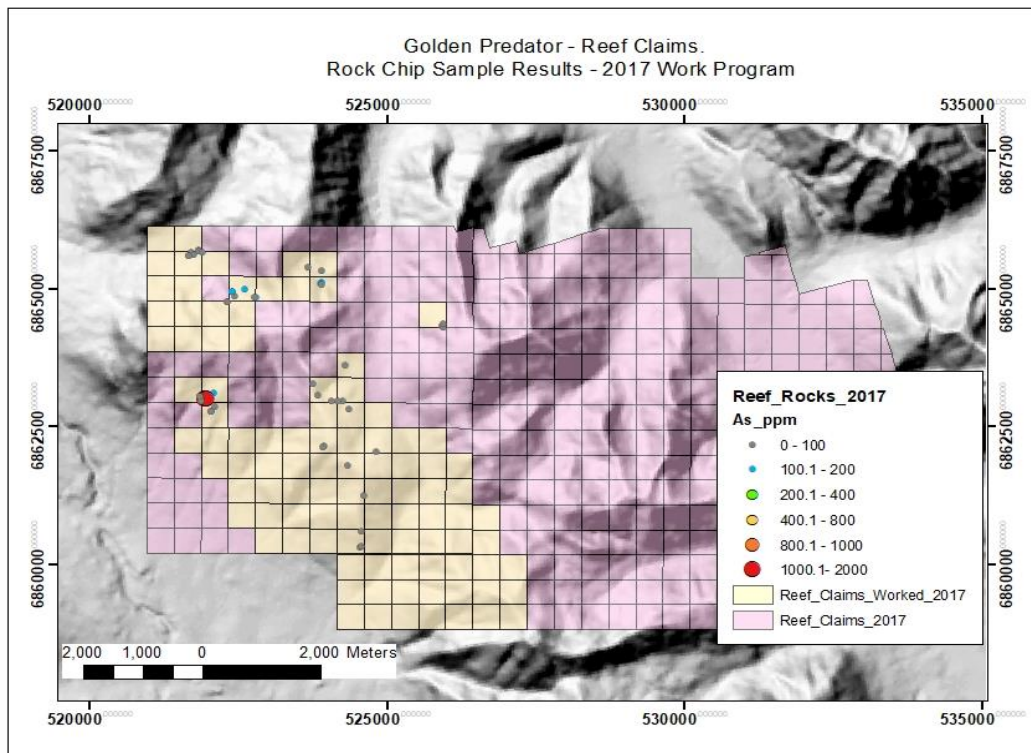 Golden Predator - Reef Claims.
Rock Chip Sample Results - 2017 Work Program
520000 525000 530000 535000
6867500 6867500
6865000 6865000
6862500 6862500
6860000 6860000
Reef_Rocks_2017
As_ppm
0 - 100
100.1 - 200
200.1 - 400
400.1 - 800
800.1 - 1000
1000.1- 2000
Reef_Claims_Worked_2017
Reef_Claims_2017
2,000 1,000 0 2,000 Meters
520000 525000 530000 535000